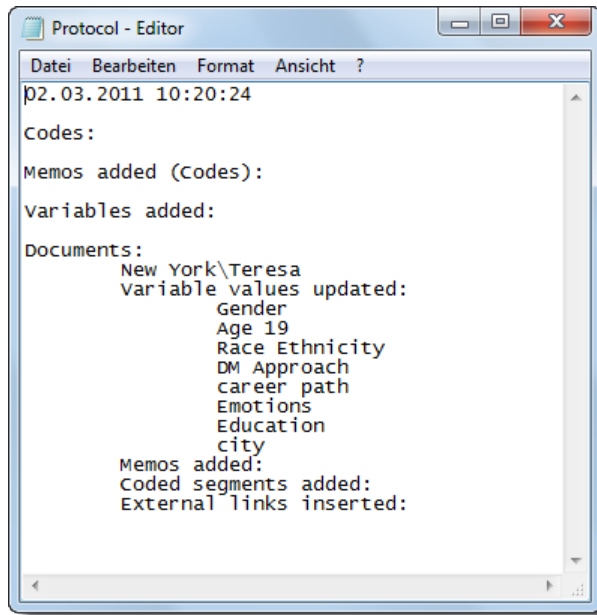 Protocol - Editor
Datei Bearbeiten Format Ansicht ?
02.03.2011 10:20:24
Codes:
Memos added (Codes):
Variables added:
Documents:
New York\Teresa
Variable values updated:
Gender
Age 19
Race Ethnicity
DM Approach
career path
Emotions
Education
city
Memos added:
Coded segments added:
External links inserted: